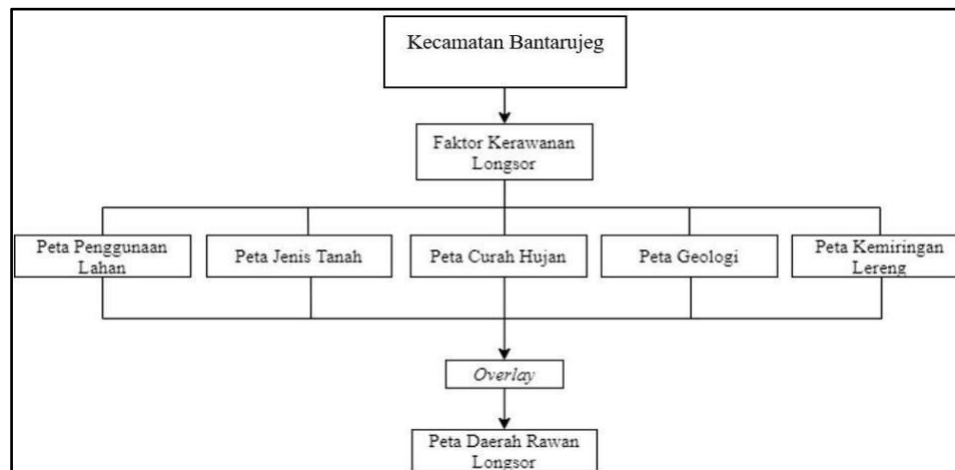 Kecamatan Bantarujeg
Faktor Kerawanan
Longsor
Peta Penggunaan
Lahan
Peta Jenis Tanah
Peta Curah Hujan
Peta Geologi
Peta Kemiringan
Lereng
Overlay
Peta Daerah Rawan
Longsor